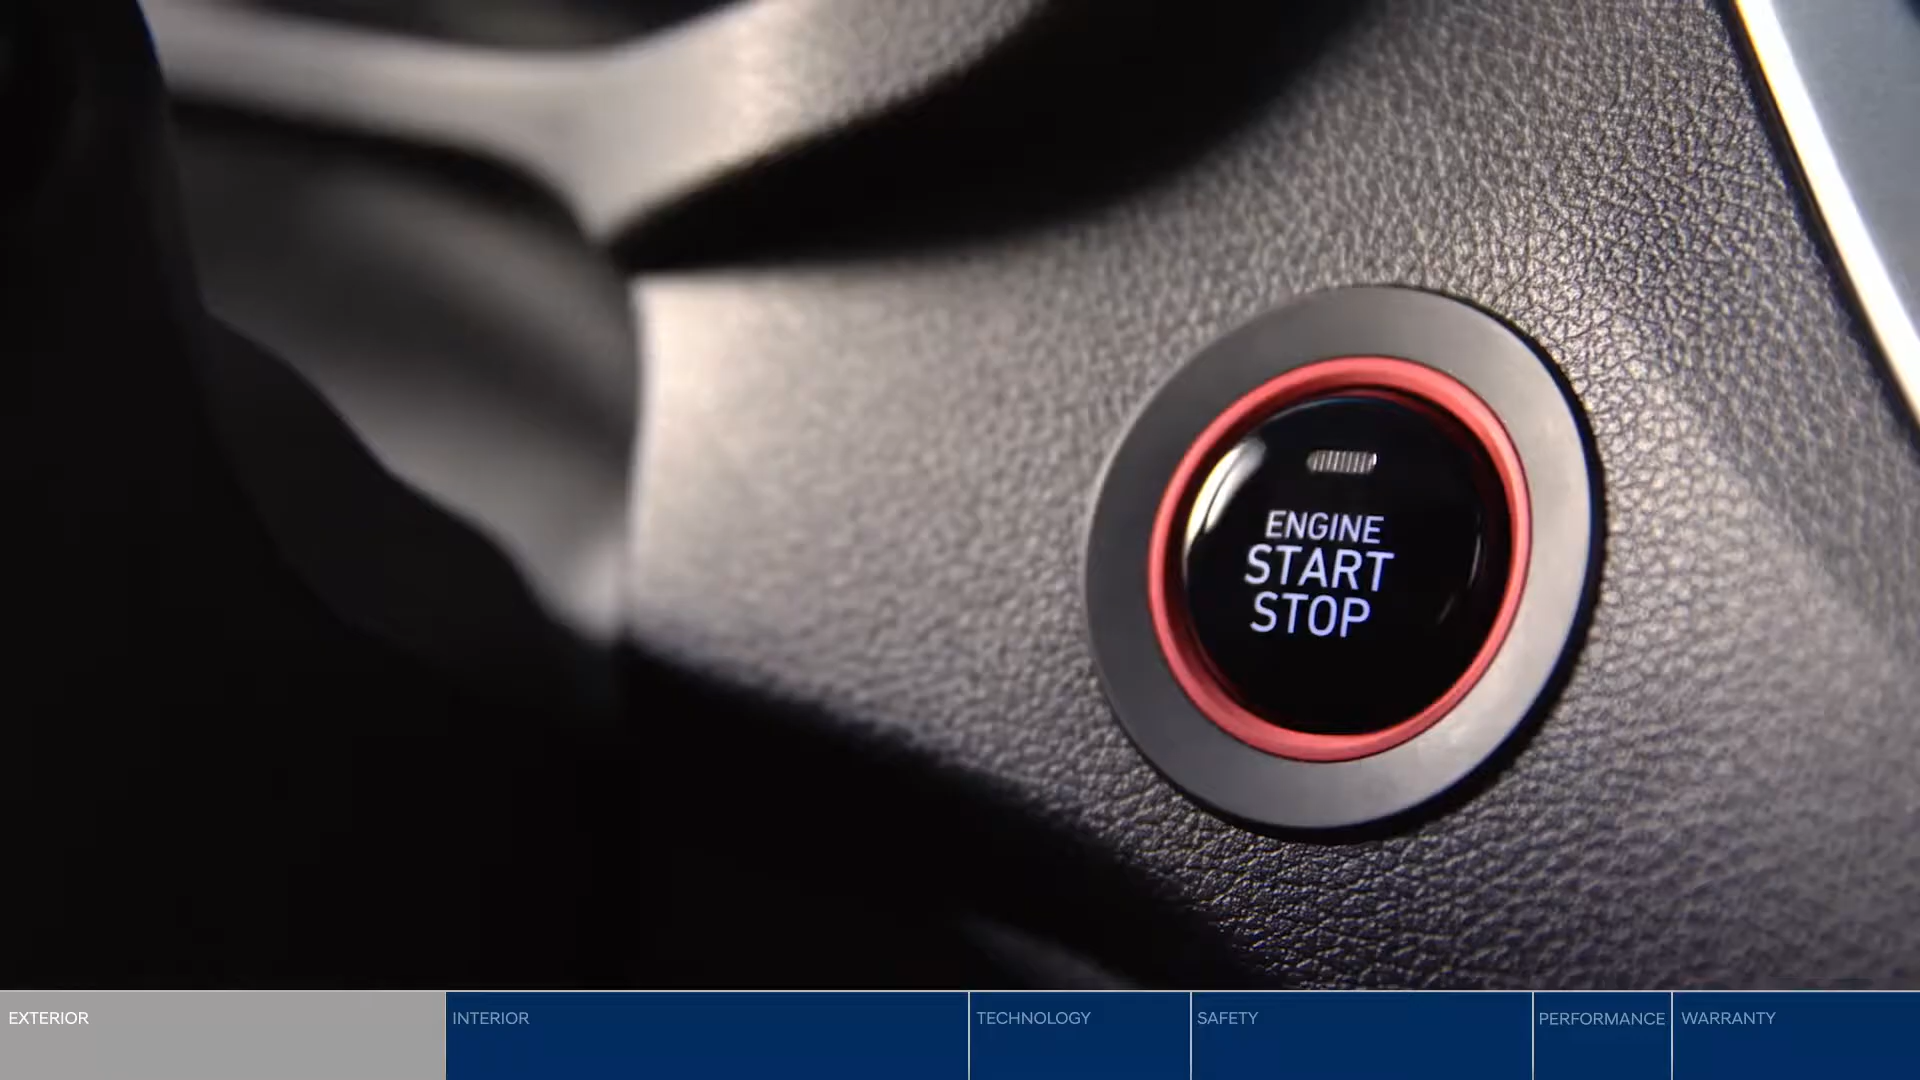 ENGINE
START
STOP
EXTERIOR
INTERIOR
TECHNOLOGY
SAFETY
PERFORMANCE
WARRANTY